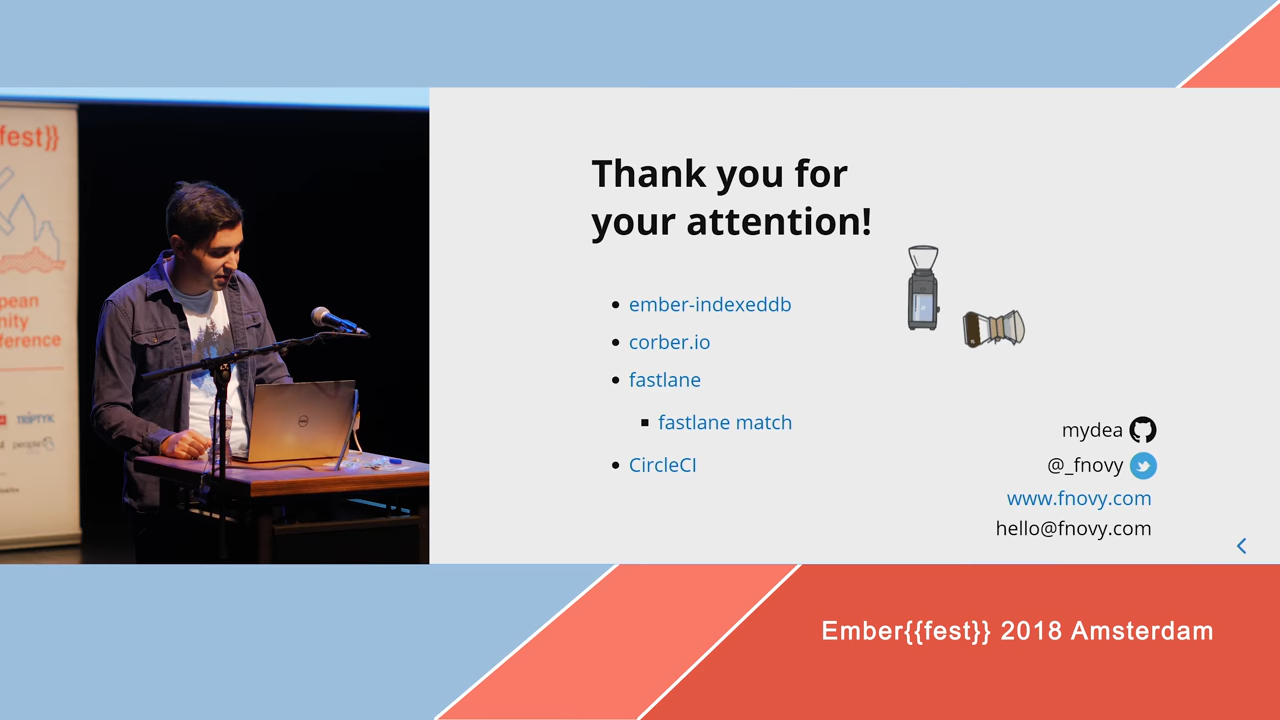 fest}}
pean
nity
ference
TRIPTYK
people
Thank you for
your attention!
ember-indexeddb
corber.io
fastlane
fastlane match
CircleCI
mydea
@_fnovy
www.fnovy.com
hello@fnovy.com
DELL
Ember{{fest}} 2018 Amsterdam